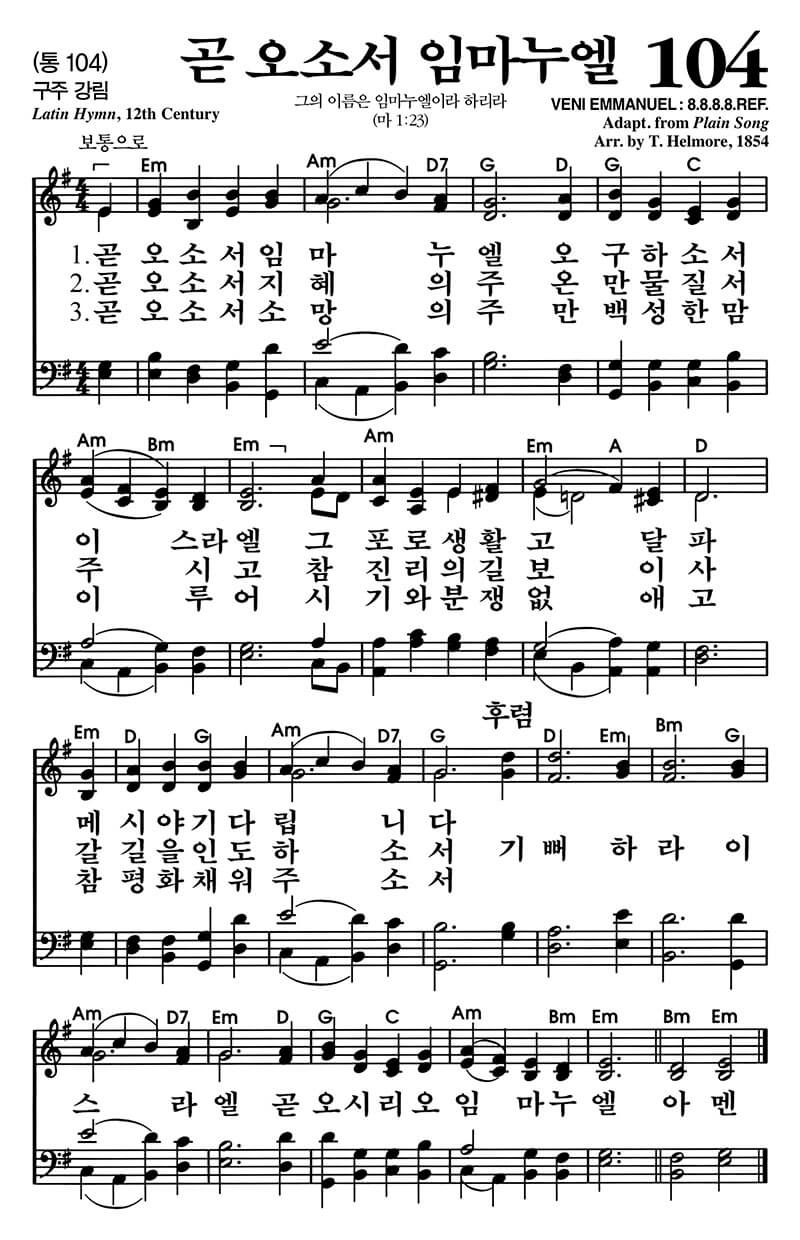 (통 104)
구주 강림
Latin Hymn, 12th Century
곧 오소서 임마누엘 104
그의 이름은 임마누엘이라 하리라
(마 1:23)
VENI EMMANUEL : 8.8.8.8.REF.
Adapt. from Plain Song
Arr. by T. Helmore, 1854
보통으로
Em Am D7 G D G C
1.곧 오소서임 마 누 엘 오 구하소서
2.곧 오소서지 혜 의 주 온 만물질서
3.곧 오소서소 망 의 주 만 백성한맘
Am Bm Em Am Em A D
이 스라엘 그 포로생활 고 달 파
주 시 고 참 진리의길 보 이 사
이 루 어 시 기와분쟁 없 애 고
후렴
Em D G Am D7 G D Em Bm G
메 시야기다 립 니 다
갈 길을인도 하 소 서 기 뻐 하 라 이
참 평화채워 주 소 서
Am D7 Em D G C Am Bm Em Bm Em
스 라 엘 곧 오시리오 임 마누 엘 아 멘